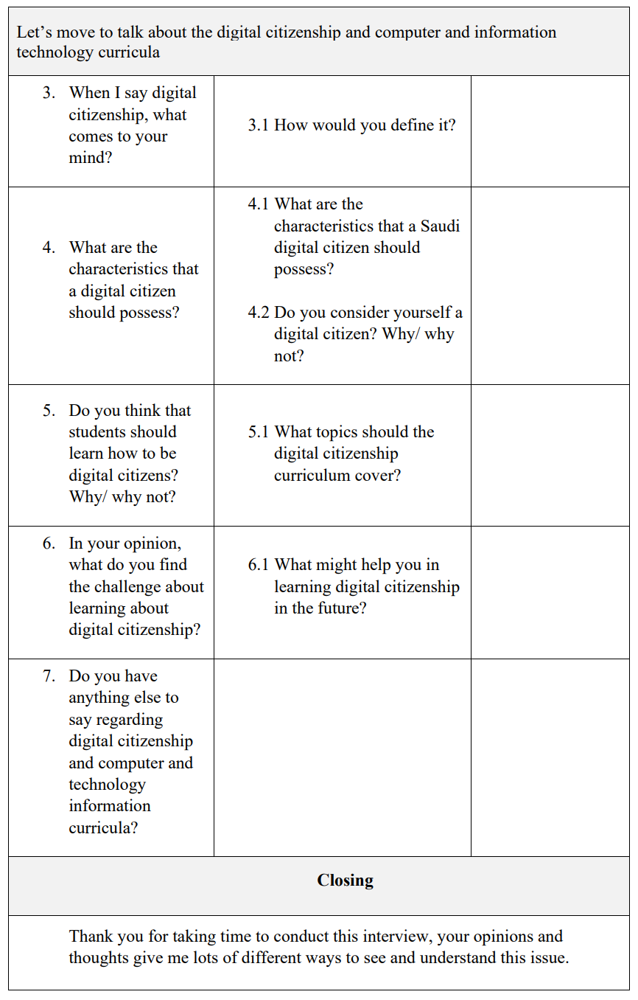 Let’s move to talk about the digital citizenship and computer and information
technology curricula
3. When I say digital
citizenship, what
comes to your
mind?
3.1 How would you define it?
4. What are the
characteristics that
a digital citizen
should possess?
4.1 What are the
characteristics that a Saudi
digital citizen should
possess?
4.2 Do you consider yourself a
digital citizen? Why/ why
not?
5. Do you think that
students should
learn how to be
digital citizens?
Why/ why not?
5.1 What topics should the
digital citizenship
curriculum cover?
6. In your opinion,
what do you find
the challenge about
learning about
digital citizenship?
6.1 What might help you in
learning digital citizenship
in the future?
7. Do you have
anything else to
say regarding
digital citizenship
and computer and
technology
information
curricula?
Closing
Thank you for taking time to conduct this interview, your opinions and
thoughts give me lots of different ways to see and understand this issue.